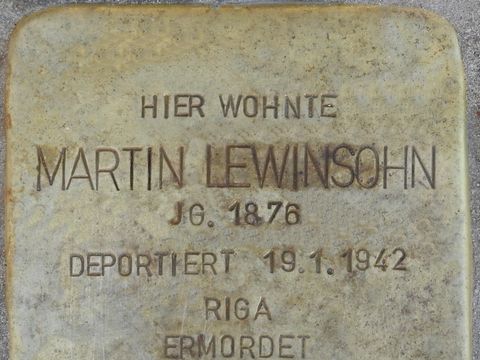 HIER WOHNTE
MARTIN LEWINSOHN
JG. 1876
DEPORTIERT 19.1.1942
RIGA
ERMORDET